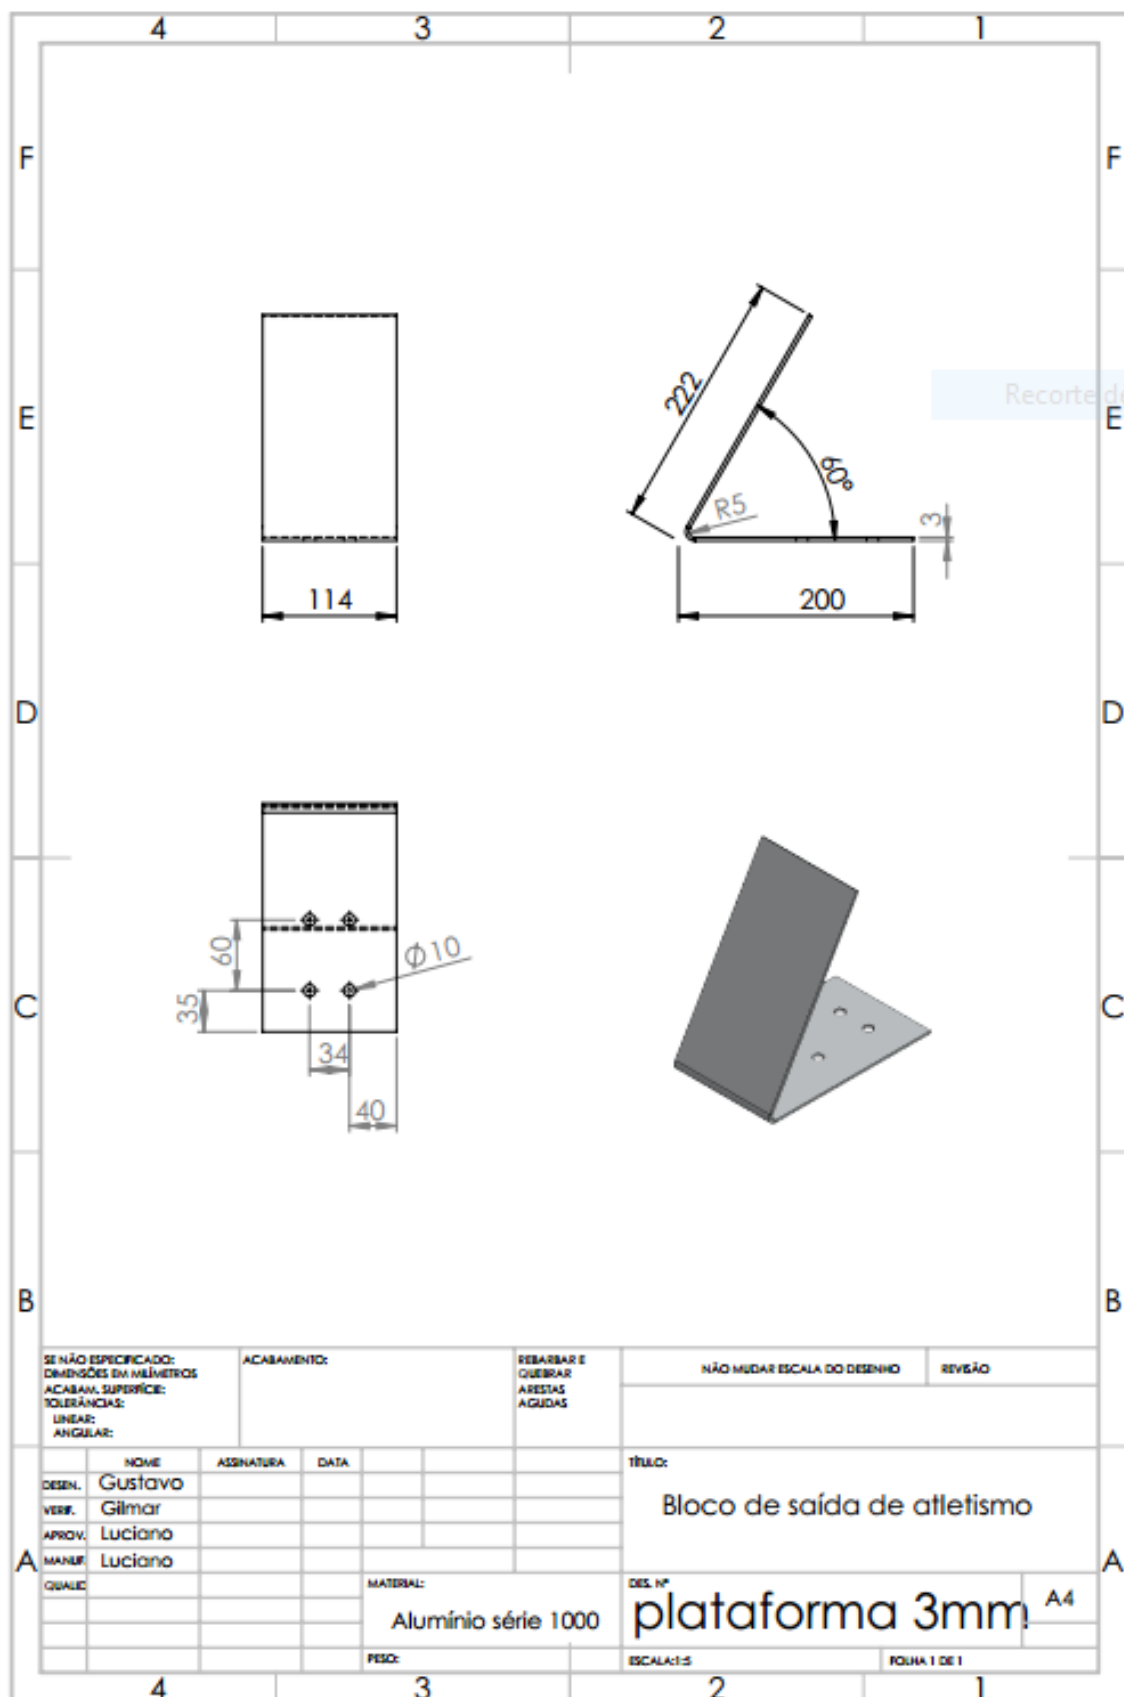 4 3 2 1
F F
222
60°
Recorte de
E E
R5
3
114 200
D D
60
Ø10
35
C C
34
40
B B
SE NÃO ESPECIFICADO:
DIMENSÕES EM MILÍMETROS
ACABAM. SUPERFÍCIE:
TOLERÂNCIAS:
LINEAR:
ANGULAR:
ACABAMENTO:
REBARBAR E
QUEBRAR
ARESTAS
AGUDAS
NÃO MUDAR ESCALA DO DESENHO REVISÃO
NOME ASSINATURA DATA
DESEN. Gustavo
VERIF. Gilmar
APROV. Luciano
MANUF. Luciano
QUALID
TÍTULO:
Bloco de saída de atletismo
A A
MATERIAL:
Alumínio série 1000
DES. Nº
plataforma 3mm
A4
PESO:
ESCALA:1:5
FOLHA 1 DE 1
4 3 2 1